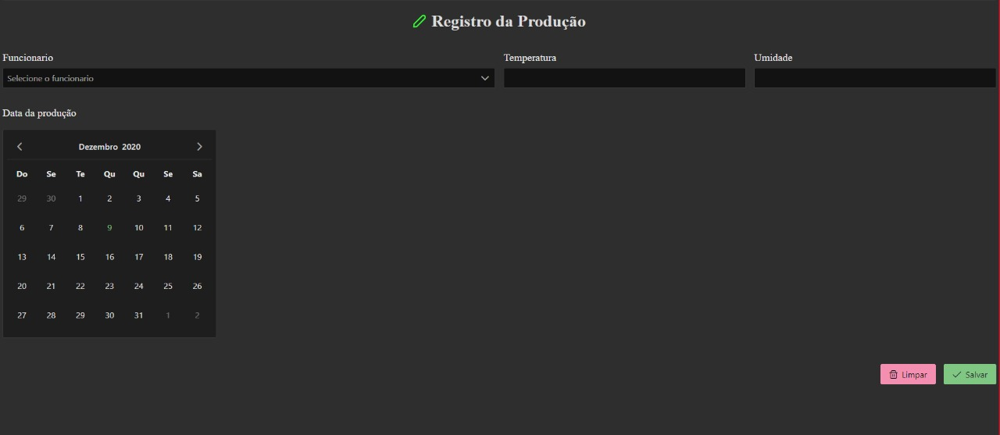 Registro da Produção
Funcionario Temperatura Umidade
Selecione o funcionario
Data da produção
Dezembro 2020
Do Se Te Qu Qu Se Sa
29 30 1 2 3 4 5
6 7 8 9 10 11 12
13 14 15 16 17 18 19
20 21 22 23 24 25 26
27 28 29 30 31 1 2
Limpar Salvar